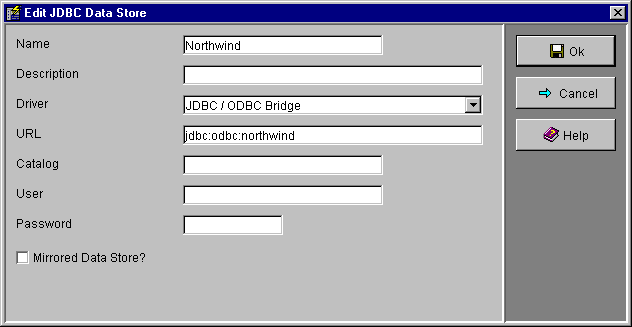 Edit JDBC Data Store
Name Northwind
Description
Driver JDBC / ODBC Bridge
URL jdbc:odbc:northwind
Catalog
User
Password
Mirrored Data Store?
Ok
Cancel
Help